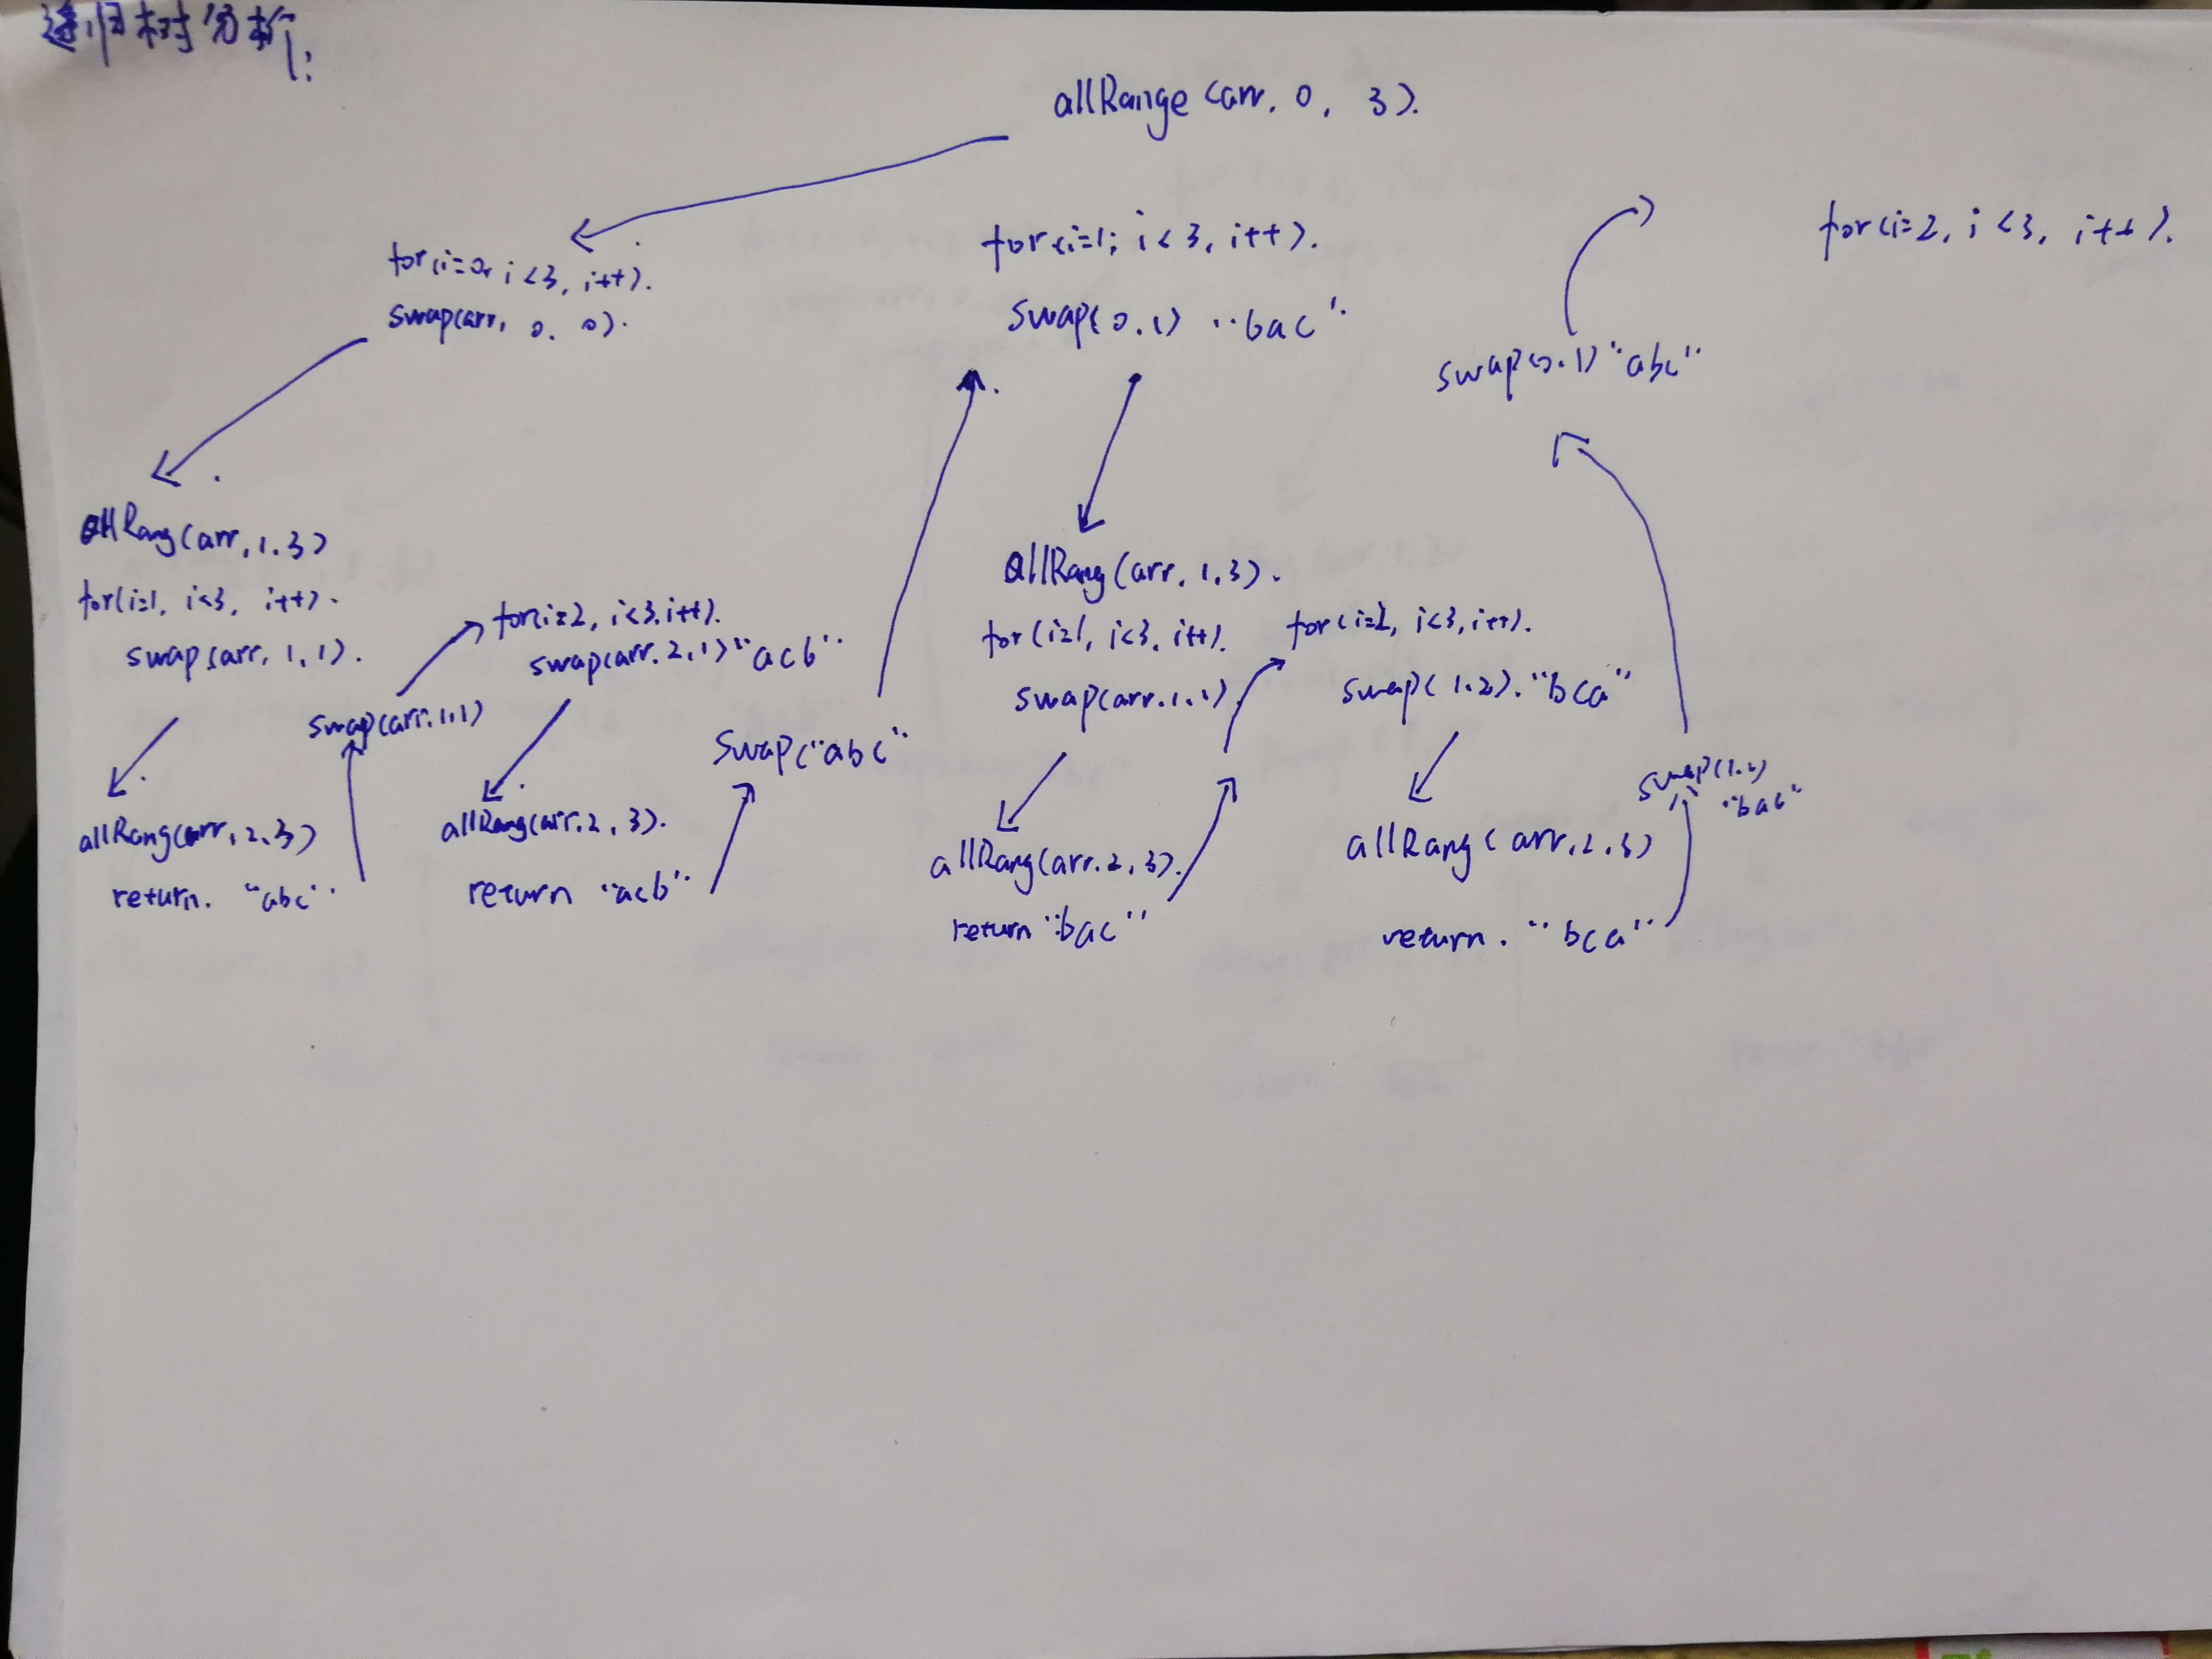 递归树分析:
allRange(arr, 0, 3).
for(i=0, i<3, i++).
swap(arr, 0, 0).
for(i=1; i<3, i++).
swap(0.1) "bac"
swap(0.1) "abc"
for(i=2, i<3, i++).
allRang(arr,1.3)
for(i=1, i<3, i++).
swap(arr, 1,1).
allRang(arr,2,3)
return. "abc"
swap(arr.1,1)
for(i=2, i<3,i++).
swap(arr.2,1) "acb"
allRang(arr.2,3).
return "acb"
swap("abc"
allRang(arr.1,3).
for(i=1, i<3, i++).
swap(arr.1.1)
allRang(arr.2,3).
return "bac"
for(i=2, i<3,i++).
swap(1.2). "bca"
allRang(arr.2.3)
return. "bca"
swap(1.2)
"bac"